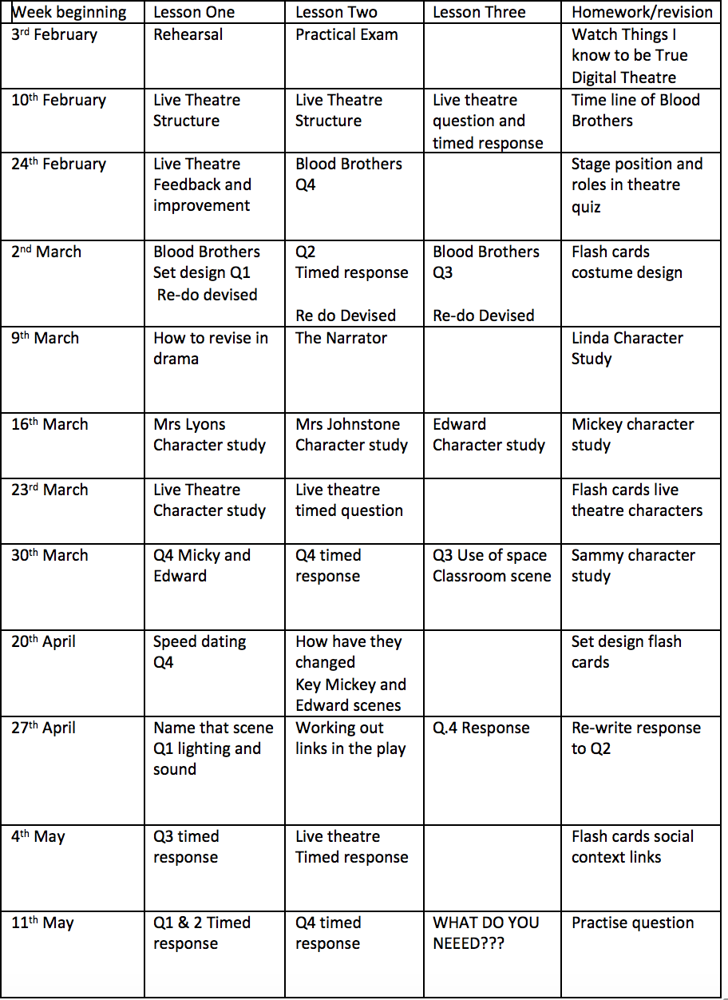 Week beginning
Lesson One
Lesson Two
Lesson Three
Homework/revision
3rd February
Rehearsal
Practical Exam
Watch Things I
know to be True
Digital Theatre
10th February
Live Theatre
Structure
Live Theatre
Structure
Live theatre
question and
timed response
Time line of Blood
Brothers
24th February
Live Theatre
Feedback and
improvement
Blood Brothers
Q4
Stage position and
roles in theatre
quiz
2nd March
Blood Brothers
Set design Q1
Re-do devised
Q2
Timed response
Re do Devised
Blood Brothers
Q3
Re-do Devised
Flash cards
costume design
9th March
How to revise in
drama
The Narrator
Linda Character
Study
16th March
Mrs Lyons
Character study
Mrs Johnstone
Character study
Edward
Character study
Mickey character
study
23rd March
Live Theatre
Character study
Live theatre
timed question
Flash cards live
theatre characters
30th March
Q4 Micky and
Edward
Q4 timed
response
Q3 Use of space
Classroom scene
Sammy character
study
20th April
Speed dating
Q4
How have they
changed
Key Mickey and
Edward scenes
Set design flash
cards
27th April
Name that scene
Q1 lighting and
sound
Working out
links in the play
Q.4 Response
Re-write response
to Q2
4th May
Q3 timed
response
Live theatre
Timed response
Flash cards social
context links
11th May
Q1 & 2 Timed
response
Q4 timed
response
WHAT DO YOU
NEEED???
Practise question